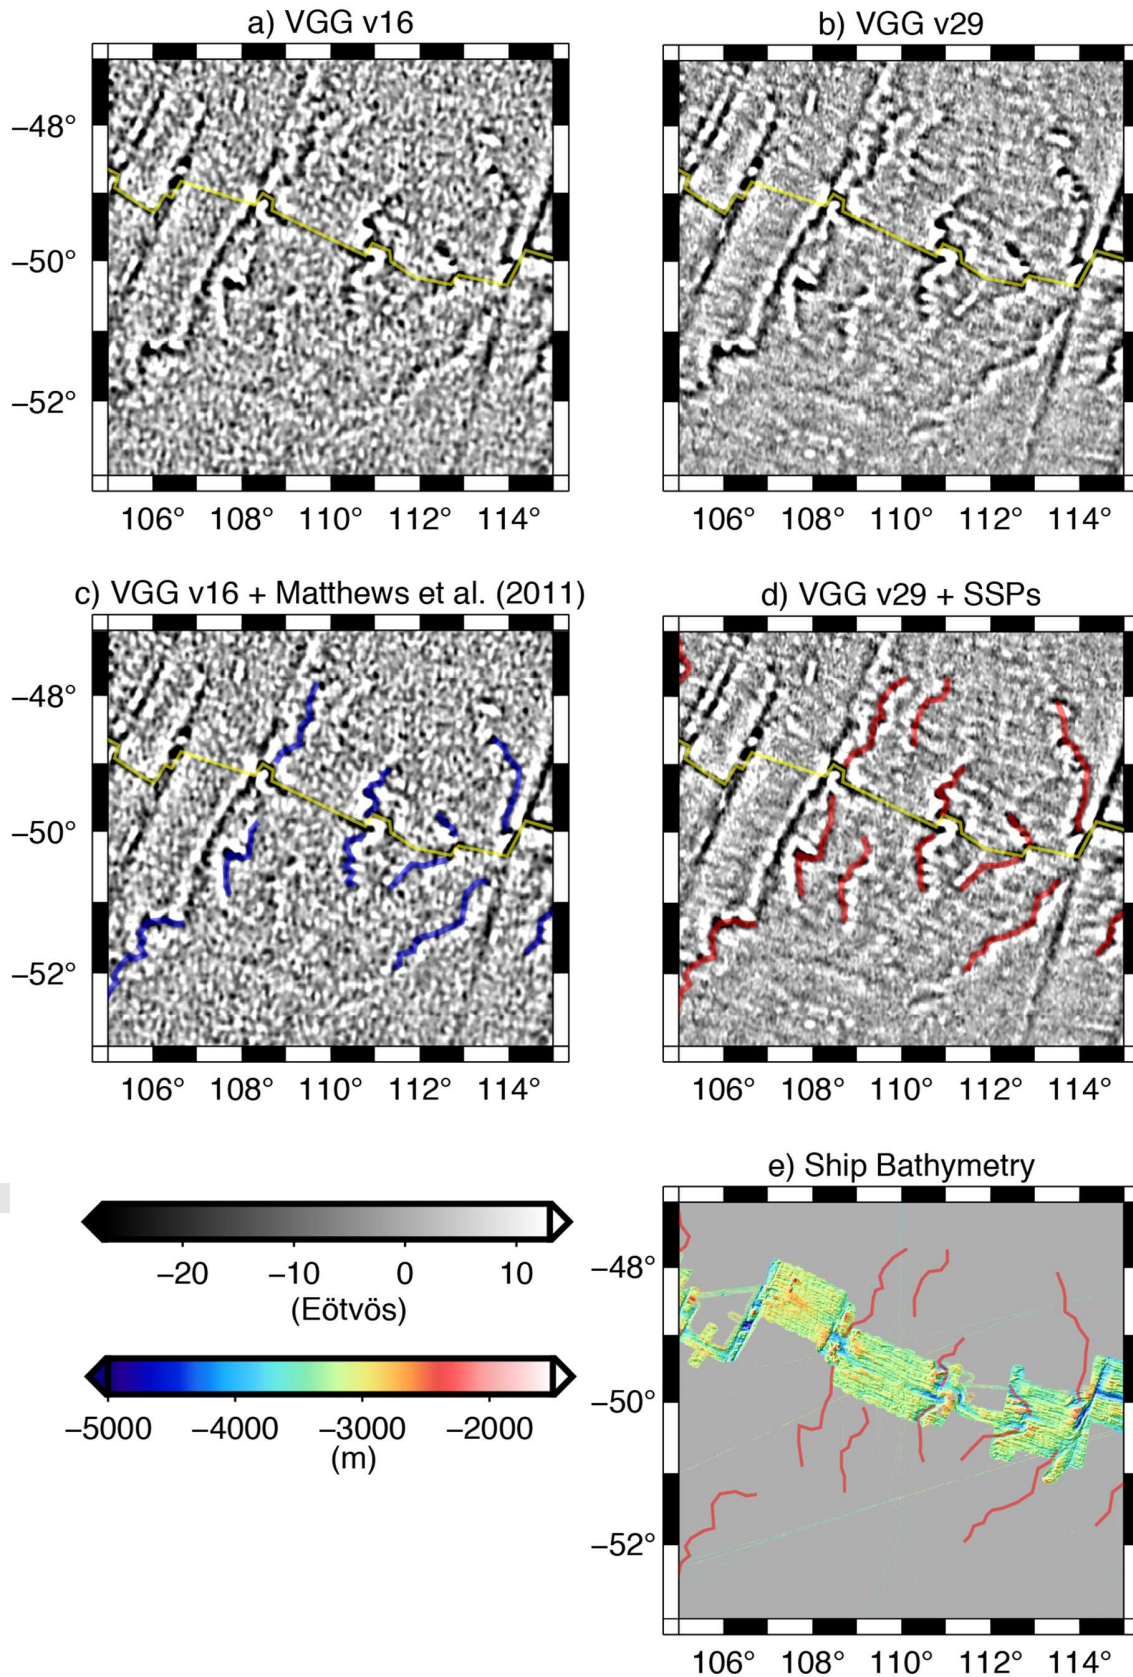 a) VGG v16
b) VGG v29
−48°
−50°
−52°
106° 108° 110° 112° 114°
106° 108° 110° 112° 114°
c) VGG v16 + Matthews et al. (2011)
d) VGG v29 + SSPs
−48°
−50°
−52°
106° 108° 110° 112° 114°
106° 108° 110° 112° 114°
−20 −10 0 10
(Eötvös)
−5000 −4000 −3000 −2000
(m)
e) Ship Bathymetry
−48°
−50°
−52°
106° 108° 110° 112° 114°